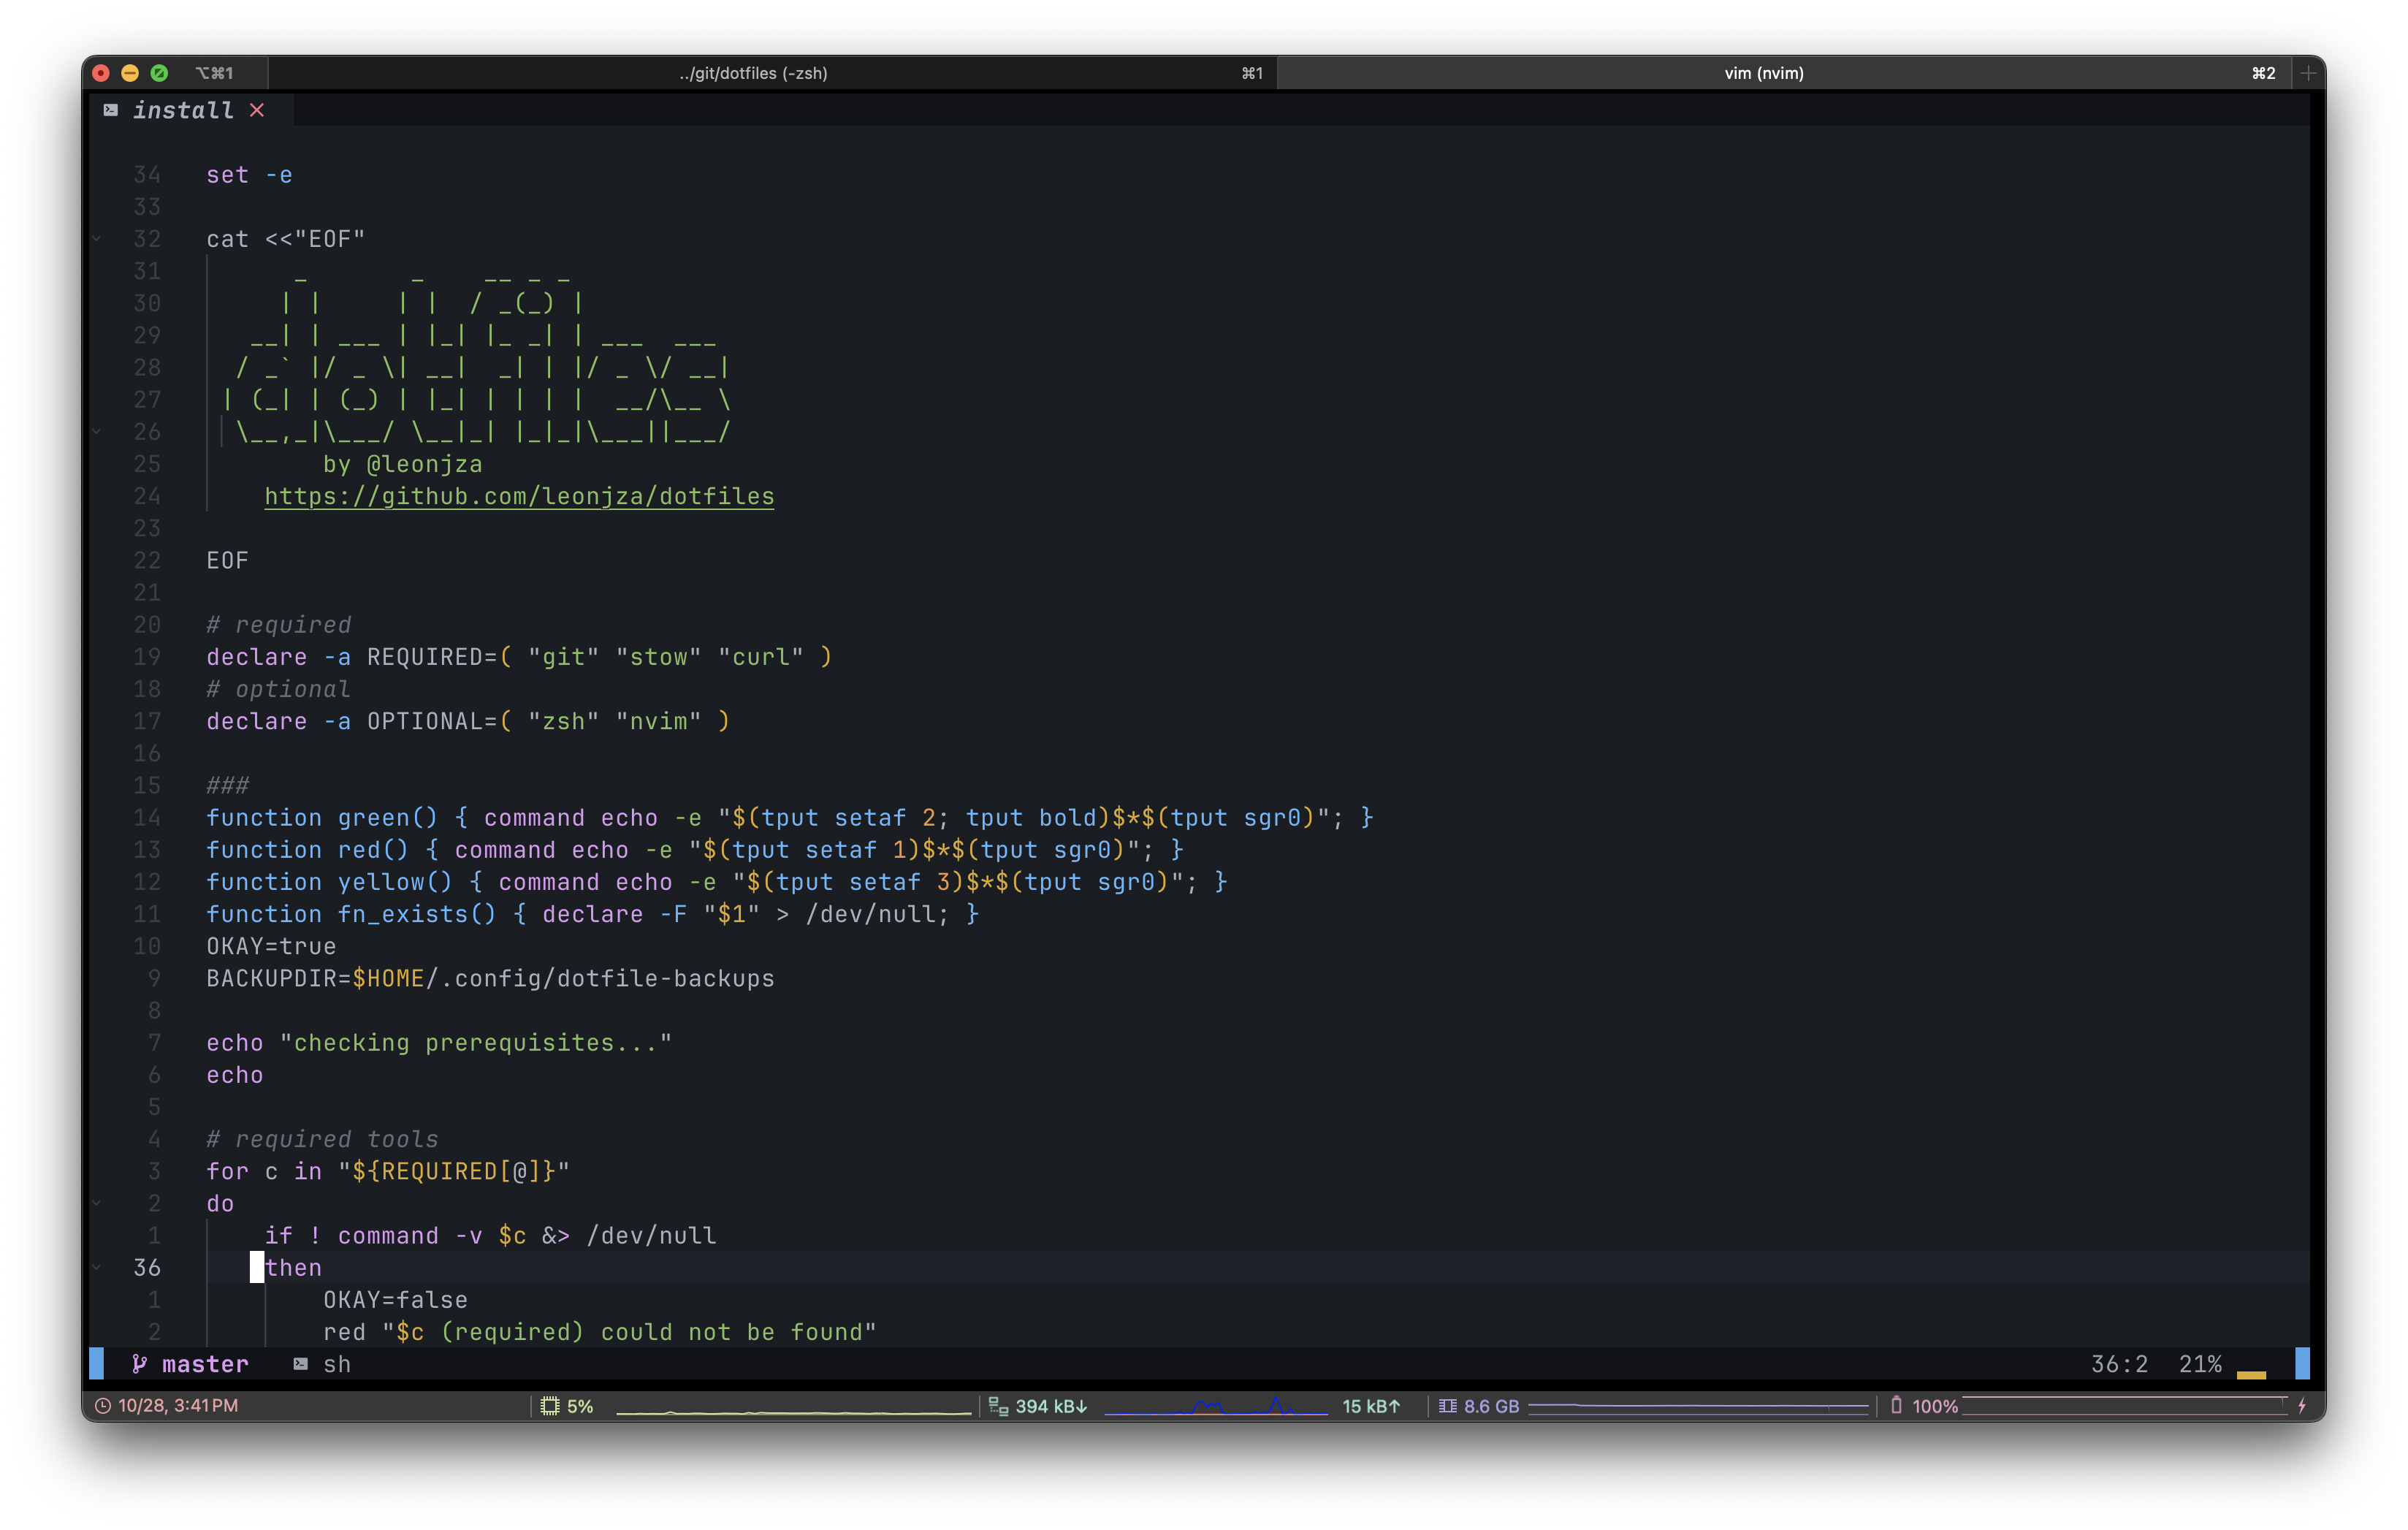 ⌥⌘1 ../git/dotfiles (-zsh) ⌘1 vim (nvim) ⌘2 +
install ✕
34 set -e
33
32 cat <<"EOF"
31       _       _    __ _ _
30      | |     | |  / _(_) |
29    __| | ___ | |_| |_ _| | ___  ___
28   / _` |/ _ \| __|  _| | |/ _ \/ __|
27  | (_| | (_) | |_| | | | |  __/\__ \
26   \__,_|\___/ \__|_| |_|_|\___||___/
25         by @leonjza
24     https://github.com/leonjza/dotfiles
23
22 EOF
21
20 # required
19 declare -a REQUIRED=( "git" "stow" "curl" )
18 # optional
17 declare -a OPTIONAL=( "zsh" "nvim" )
16
15 ###
14 function green() { command echo -e "$(tput setaf 2; tput bold)$*$(tput sgr0)"; }
13 function red() { command echo -e "$(tput setaf 1)$*$(tput sgr0)"; }
12 function yellow() { command echo -e "$(tput setaf 3)$*$(tput sgr0)"; }
11 function fn_exists() { declare -F "$1" > /dev/null; }
10 OKAY=true
9 BACKUPDIR=$HOME/.config/dotfile-backups
8
7 echo "checking prerequisites..."
6 echo
5
4 # required tools
3 for c in "${REQUIRED[@]}"
2 do
1     if ! command -v $c &> /dev/null
36     then
1         OKAY=false
2         red "$c (required) could not be found"
master sh 36:2 21%
10/28, 3:41 PM 5% 394 kB↓ 15 kB↑ 8.6 GB 100%